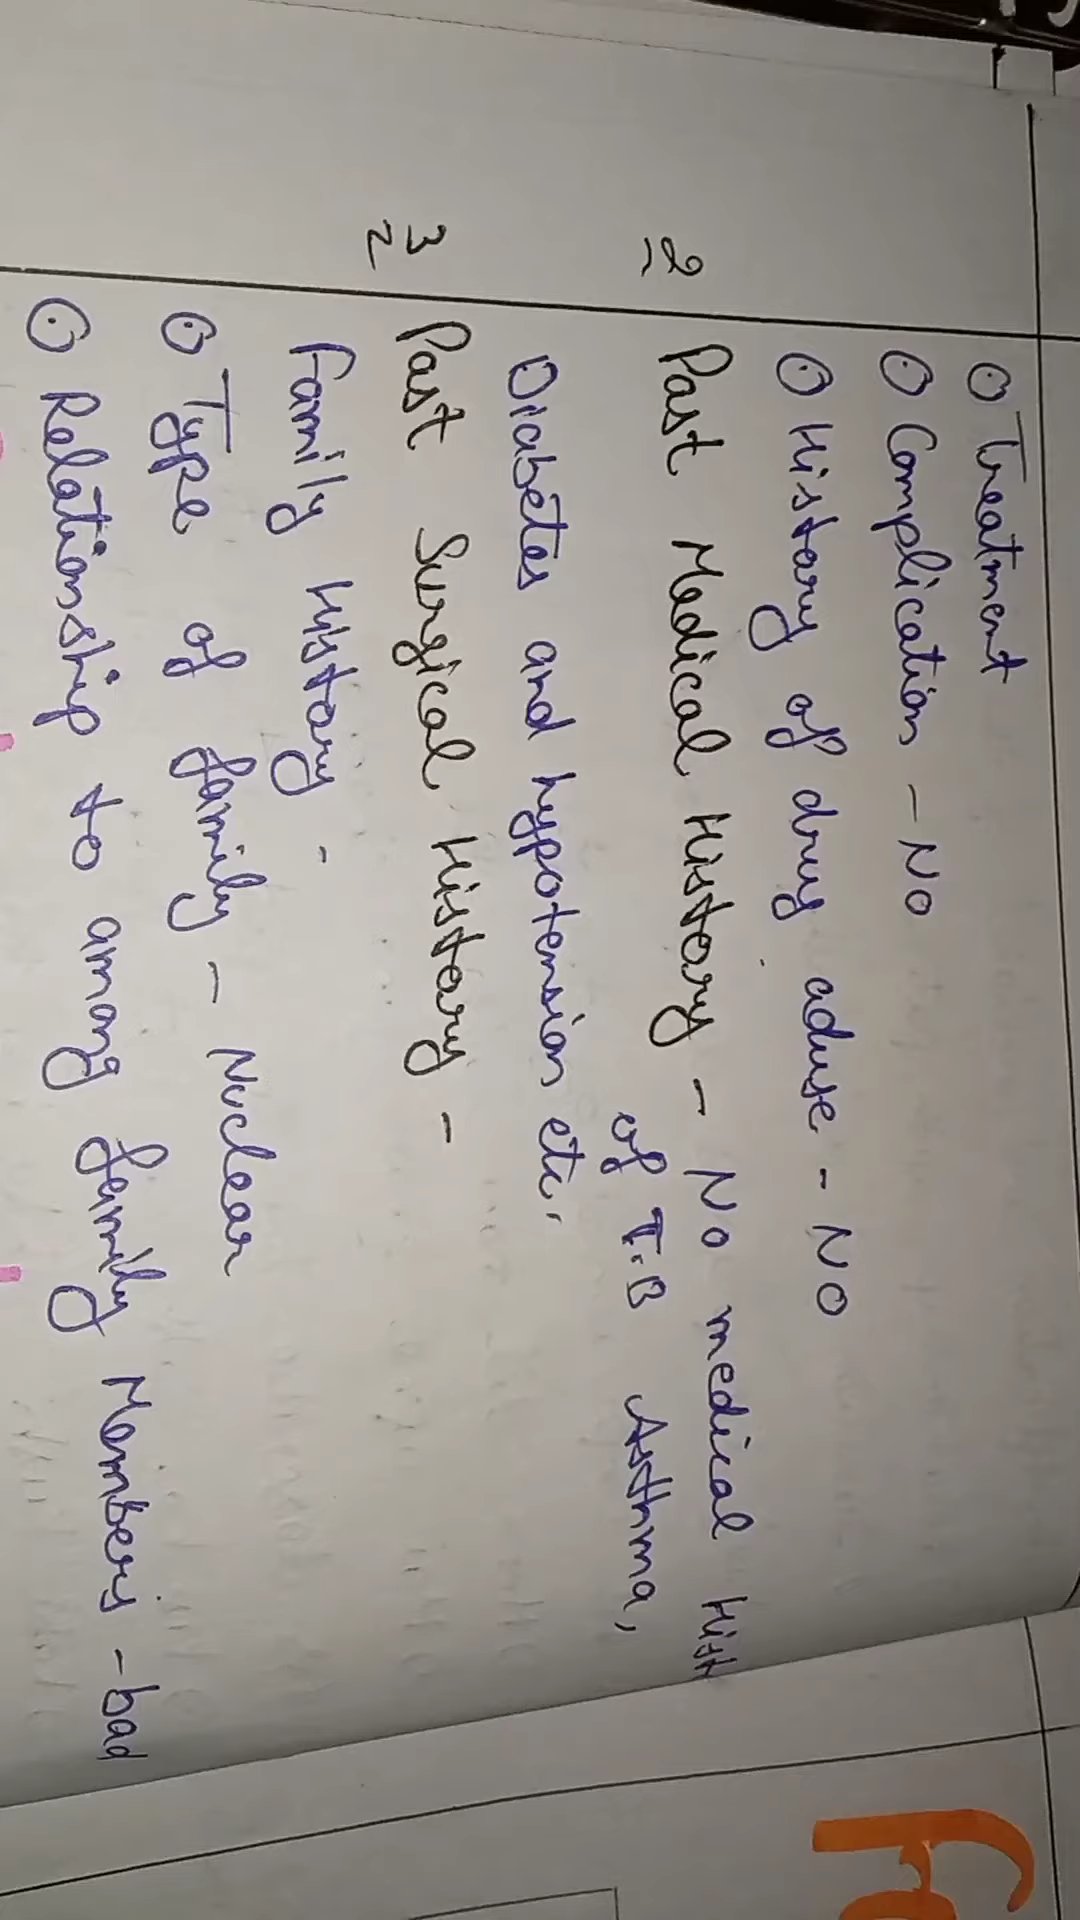 Treatment
Complication - No
History of drug aduse - No
2 Past Medical History - No medical Hist
of T.B Asthma,
Diabetes and hypotension etc.
3 Past Surgical History -
Family History -
Type of family - Nuclear
Relationship to among family Members - bad